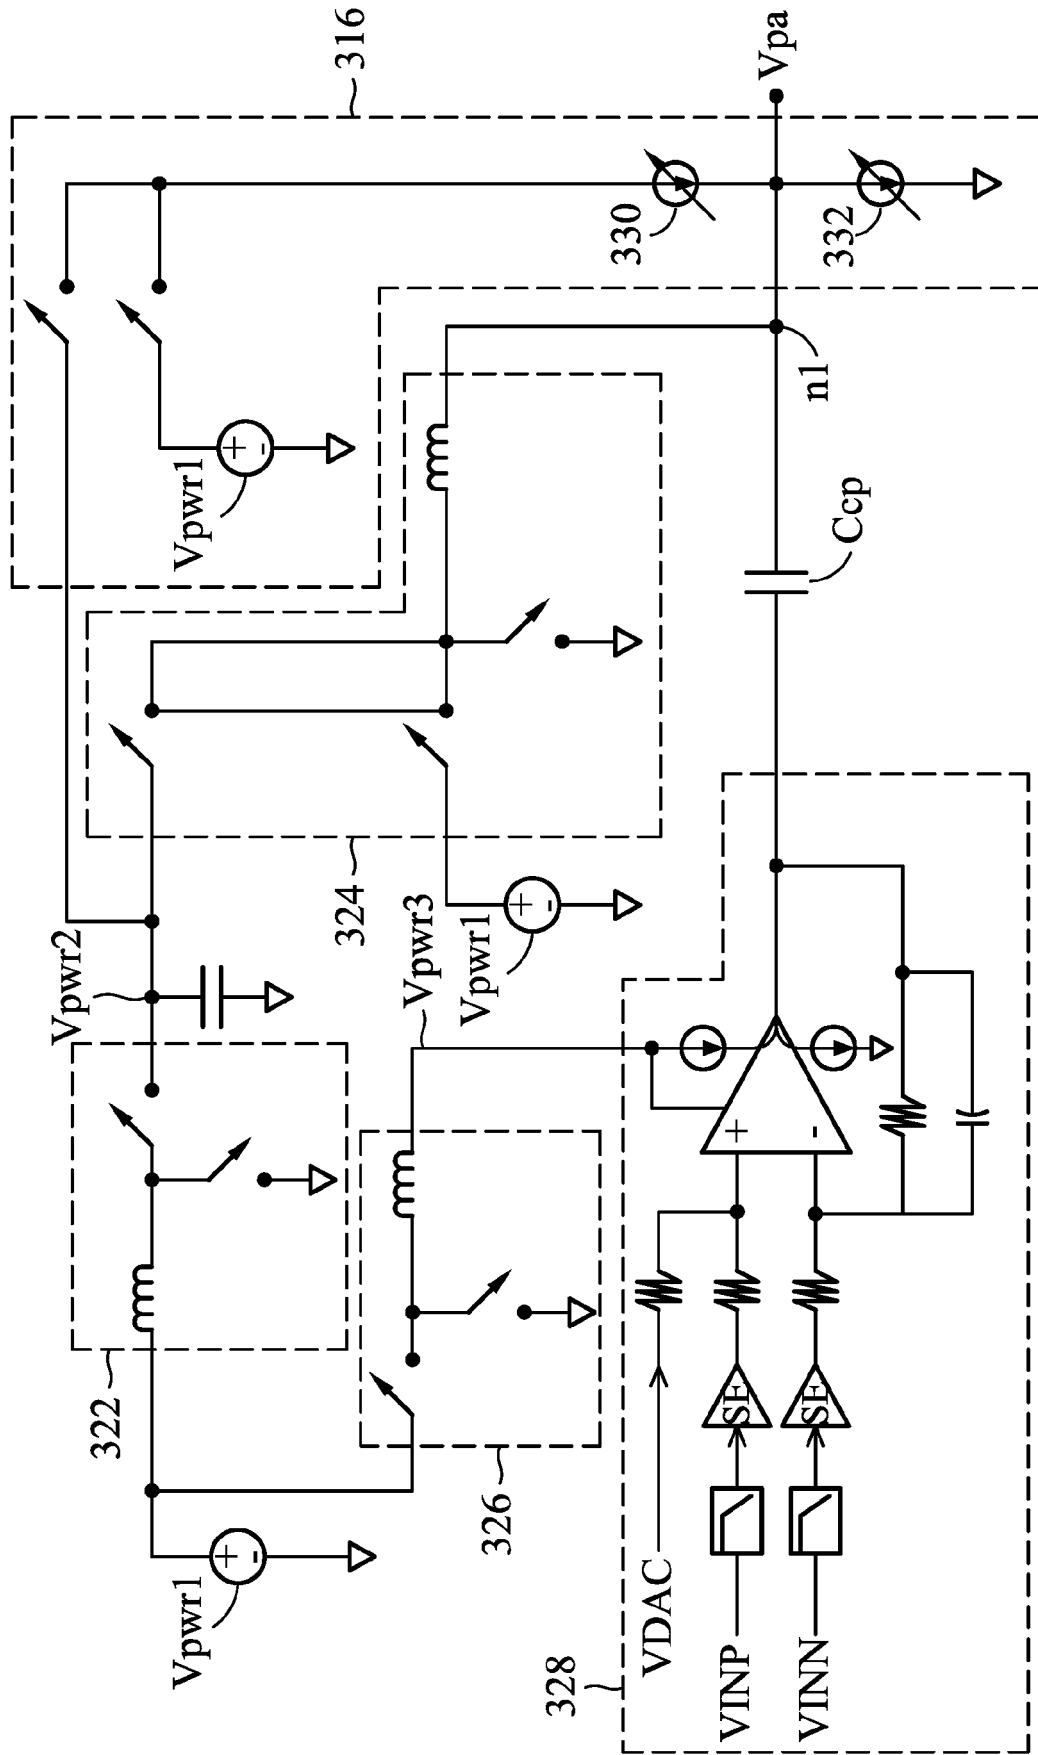 316
Vpa
330
332
Vpwr1
n1
Ccp
324
Vpwr2
Vpwr3
Vpwr1
322
326
Vpwr1
328
VDAC
VINP
VINN
SE
SE
+
-
+
-
+
-
+
-